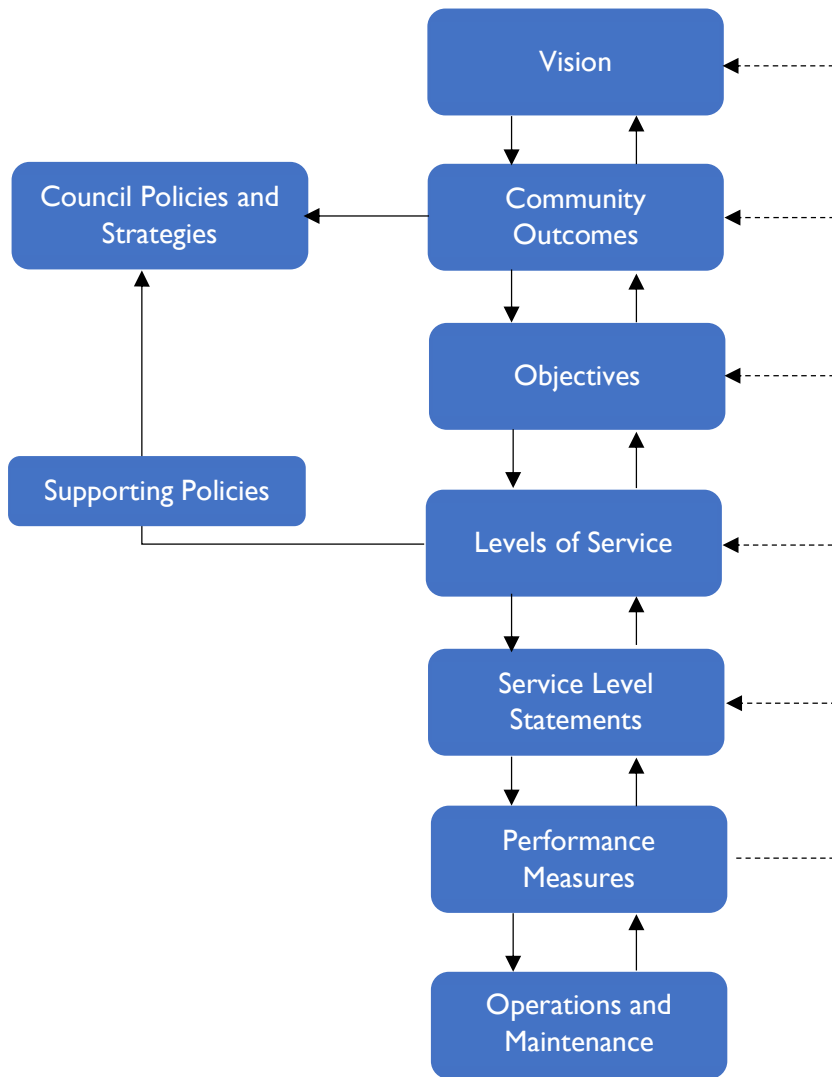 Vision
Council Policies and
Strategies
Community
Outcomes
Objectives
Supporting Policies
Levels of Service
Service Level
Statements
Performance
Measures
Operations and
Maintenance